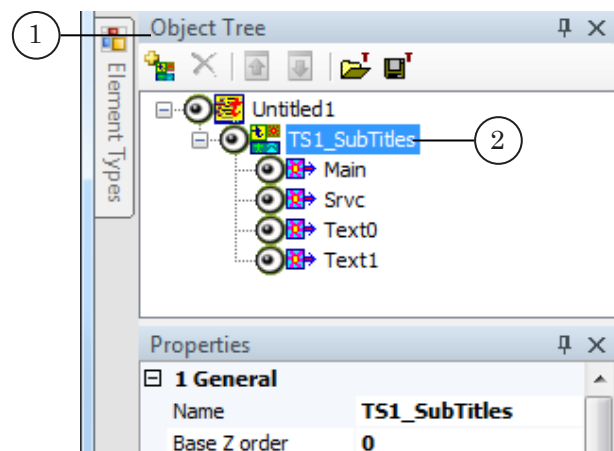 1
Object Tree
Element Types
T T
Untitled1
TS1_SubTitles
2
Main
Srvc
Text0
Text1
Properties
1 General
Name TS1_SubTitles
Base Z order 0